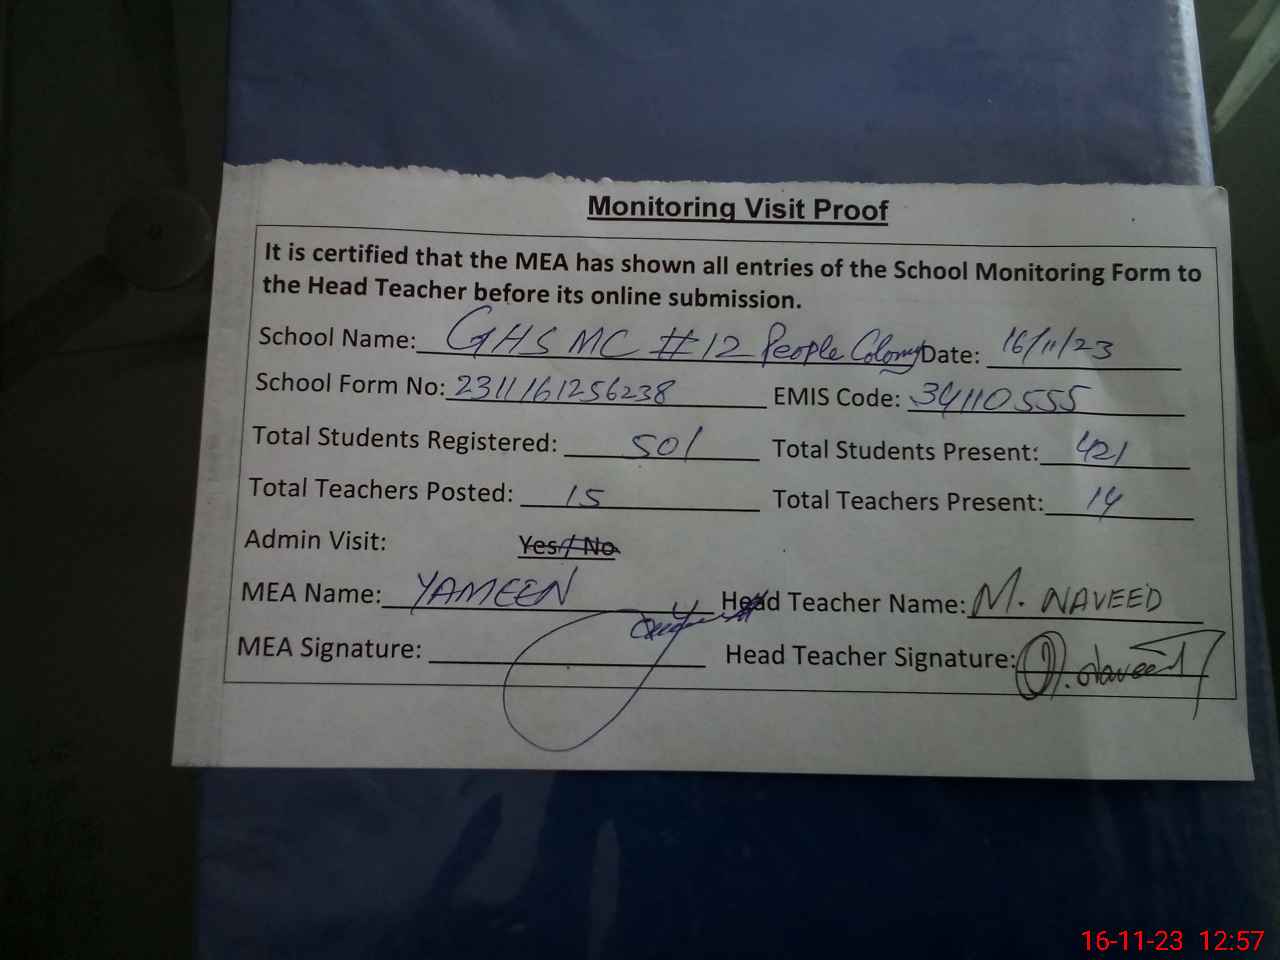 Monitoring Visit Proof
It is certified that the MEA has shown all entries of the School Monitoring Form to
the Head Teacher before its online submission.
School Name: GHS MC #12 People Colony Date: 16/11/23
School Form No: 2311161256238 EMIS Code: 34110555
Total Students Registered: 501 Total Students Present: 421
Total Teachers Posted: 15 Total Teachers Present: 14
Admin Visit: Yes / No
MEA Name: YAMEEN Head Teacher Name: M. NAVEED
MEA Signature: Head Teacher Signature: M. Naveed
16-11-23 12:57